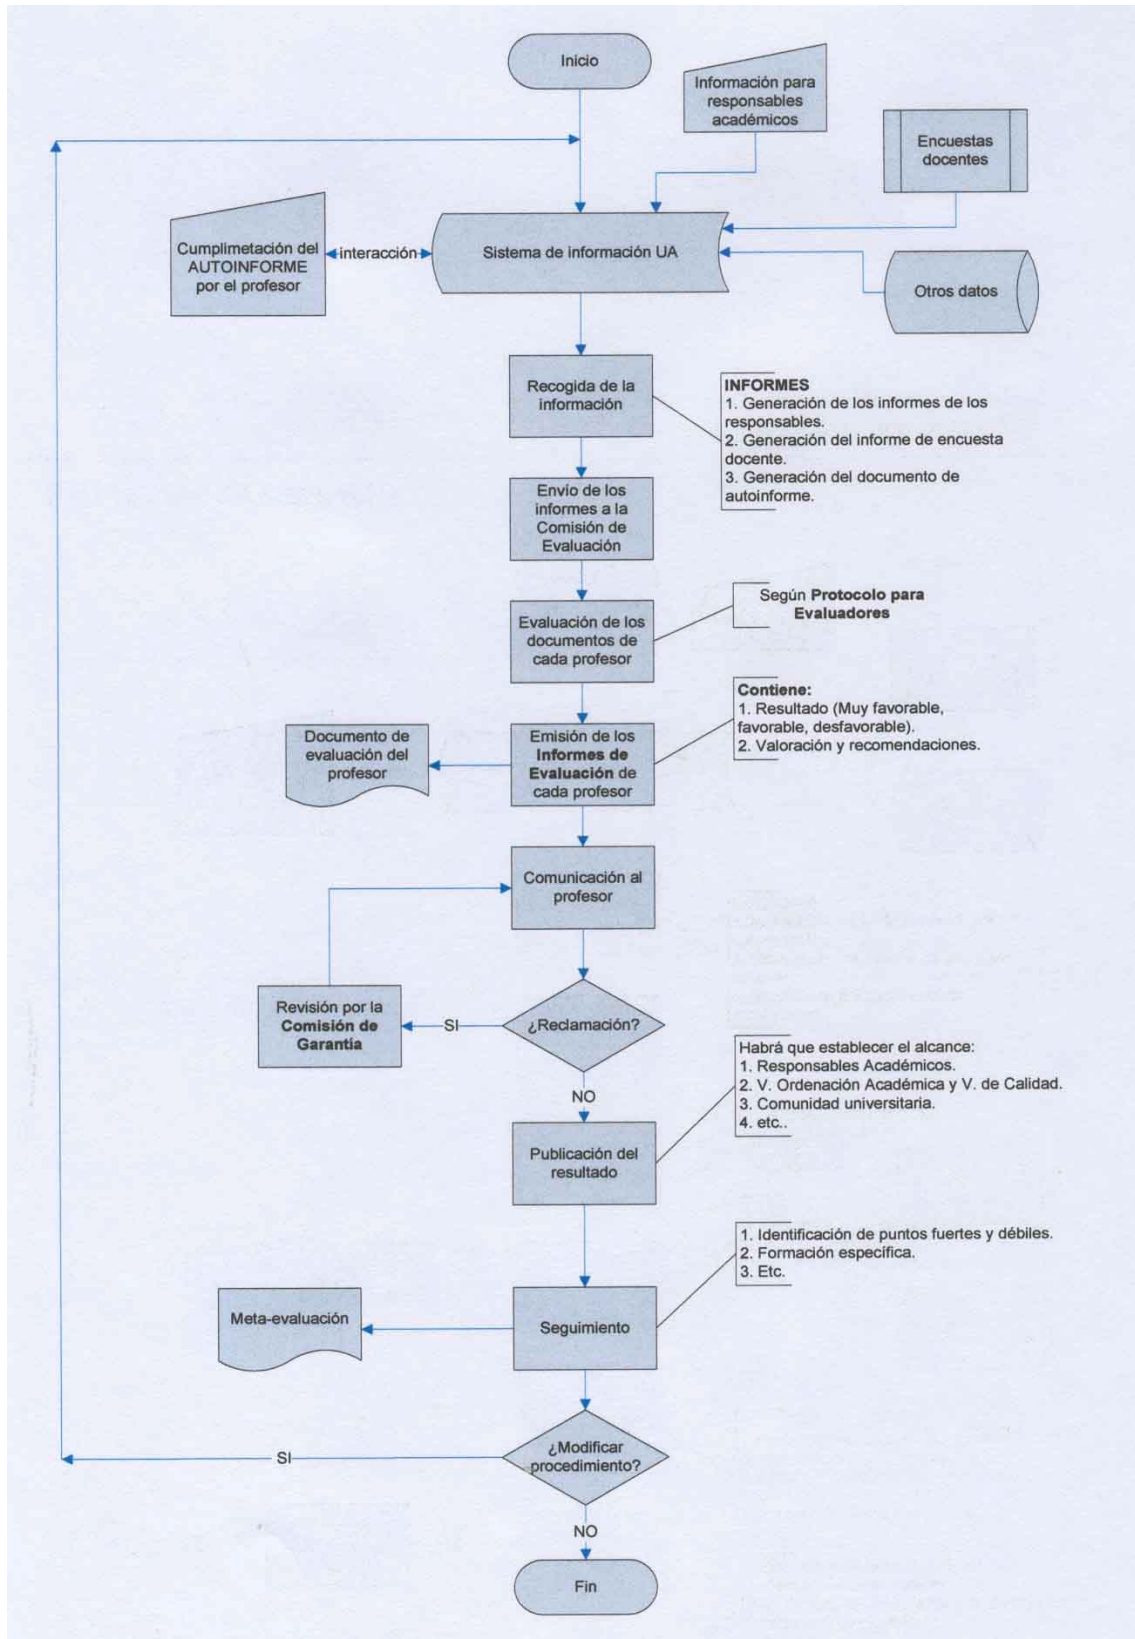 Inicio
Información para
responsables
académicos
Encuestas
docentes
Cumplimetación del
AUTOINFORME
por el profesor
interacción
Sistema de información UA
Otros datos
Recogida de la
información
INFORMES
1. Generación de los informes de los
responsables.
2. Generación del informe de encuesta
docente.
3. Generación del documento de
autoinforme.
Envío de los
informes a la
Comisión de
Evaluación
Evaluación de los
documentos de
cada profesor
Según Protocolo para
Evaluadores
Documento de
evaluación del
profesor
Emisión de los
Informes de
Evaluación de
cada profesor
Contiene:
1. Resultado (Muy favorable,
favorable, desfavorable).
2. Valoración y recomendaciones.
Comunicación al
profesor
Revisión por la
Comisión de
Garantía
SI
¿Reclamación?
NO
Habrá que establecer el alcance:
1. Responsables Académicos.
2. V. Ordenación Académica y V. de Calidad.
3. Comunidad universitaria.
4. etc..
Publicación del
resultado
1. Identificación de puntos fuertes y débiles.
2. Formación específica.
3. Etc.
Meta-evaluación
Seguimiento
¿Modificar
procedimiento?
SI
NO
Fin